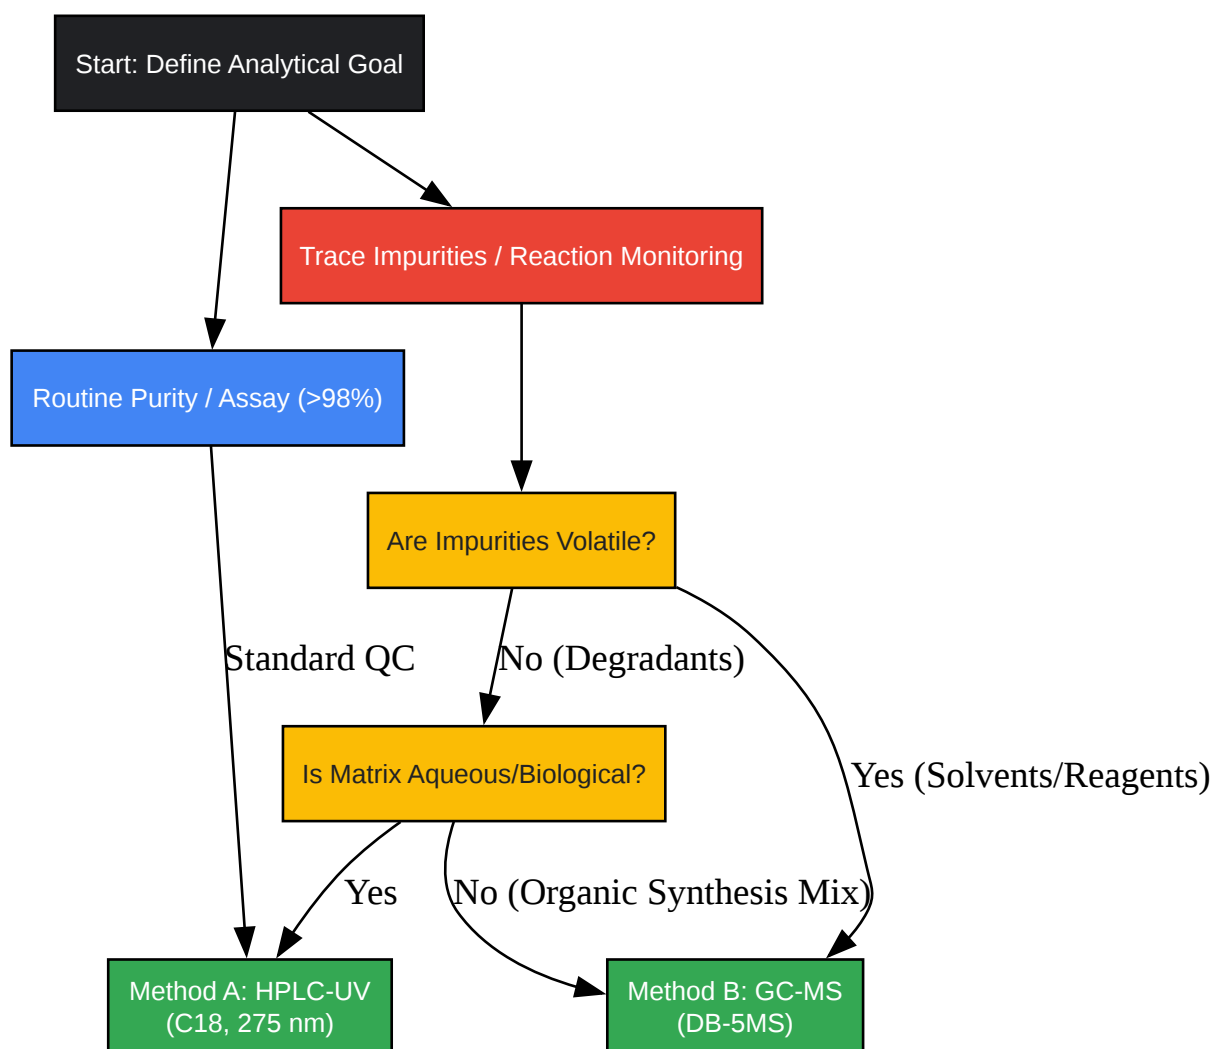 Start: Define Analytical Goal
Trace Impurities / Reaction Monitoring
Routine Purity / Assay (>98%)
Are Impurities Volatile?
Standard QC
No (Degradants)
Is Matrix Aqueous/Biological?
Yes (Solvents/Reagents)
Yes
No (Organic Synthesis Mix)
Method A: HPLC-UV
(C18, 275 nm)
Method B: GC-MS
(DB-5MS)